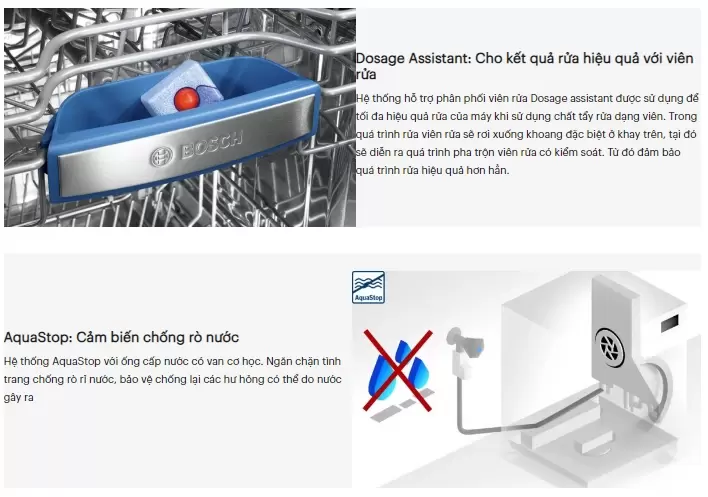 BOSCH
Dosage Assistant: Cho kết quả rửa hiệu quả với viên
rửa
Hệ thống hỗ trợ phân phối viên rửa Dosage assistant được sử dụng để
tối đa hiệu quả rửa của máy khi sử dụng chất tẩy rửa dạng viên. Trong
quá trình rửa viên rửa sẽ rơi xuống khoang đặc biệt ở khay trên, tại đó
sẽ diễn ra quá trình pha trộn viên rửa có kiểm soát. Từ đó đảm bảo
quá trình rửa hiệu quả hơn hẳn.
AquaStop
AquaStop: Cảm biến chống rò nước
Hệ thống AquaStop với ống cấp nước có van cơ học. Ngăn chặn tình
trang chống rò rỉ nước, bảo vệ chống lại các hư hỏng có thể do nước
gây ra